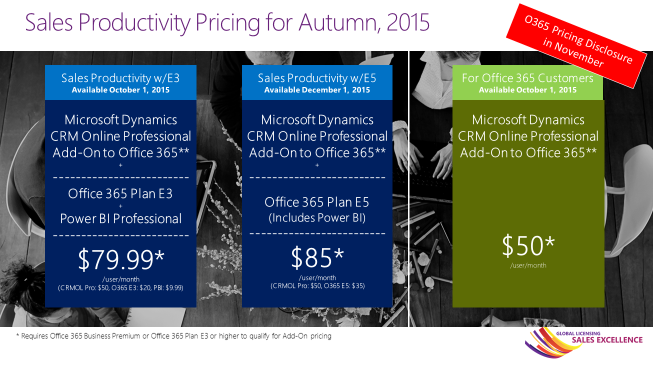 Sales Productivity Pricing for Autumn, 2015
O365 Pricing Disclosure
in November
Sales Productivity w/E3
Available October 1, 2015
Microsoft Dynamics
CRM Online Professional
Add-On to Office 365**
+
Office 365 Plan E3
+
Power BI Professional
$79.99*
/user/month
(CRMOL Pro: $50, O365 E3: $20, PBI: $9.99)
Sales Productivity w/E5
Available December 1, 2015
Microsoft Dynamics
CRM Online Professional
Add-On to Office 365**
+
Office 365 Plan E5
(Includes Power BI)
$85*
/user/month
(CRMOL Pro: $50, O365 E5: $35)
For Office 365 Customers
Available October 1, 2015
Microsoft Dynamics
CRM Online Professional
Add-On to Office 365**
$50*
/user/month
* Requires Office 365 Business Premium or Office 365 Plan E3 or higher to qualify for Add-On pricing
GLOBAL LICENSING
SALES EXCELLENCE